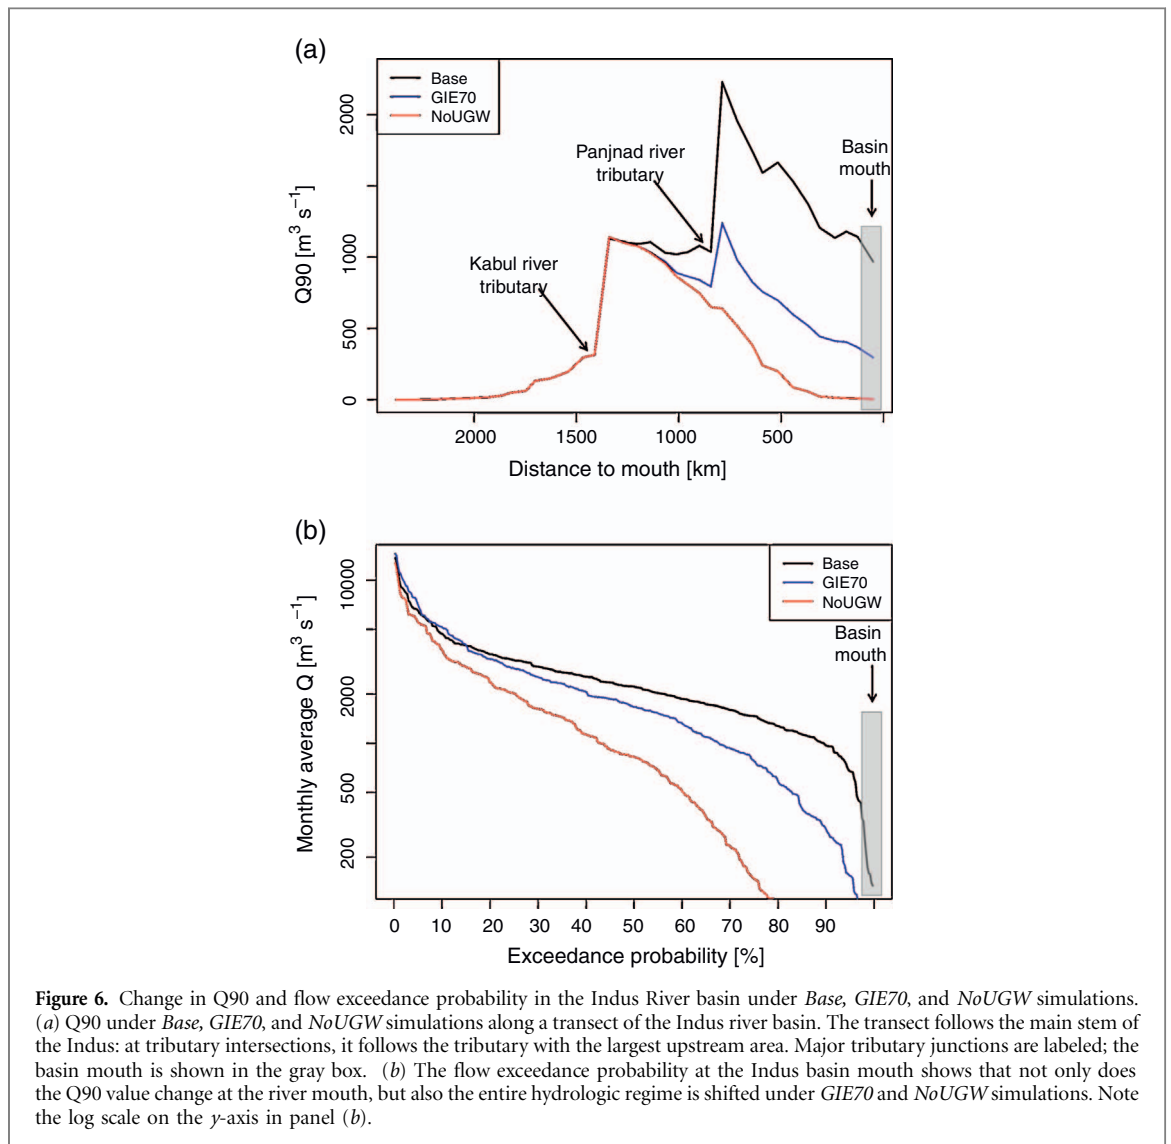 (a)
Base
GIE70
NoUGW
Panjnad river
tributary
Basin
mouth
Kabul river
tributary
Q90 [m³ s⁻¹]
2000
1000
500
0
2000 1500 1000 500
Distance to mouth [km]
(b)
Base
GIE70
NoUGW
Basin
mouth
Monthly average Q [m³ s⁻¹]
10000
2000
500
200
0 10 20 30 40 50 60 70 80 90
Exceedance probability [%]
Figure 6. Change in Q90 and flow exceedance probability in the Indus River basin under Base, GIE70, and NoUGW simulations.
(a) Q90 under Base, GIE70, and NoUGW simulations along a transect of the Indus river basin. The transect follows the main stem of
the Indus: at tributary intersections, it follows the tributary with the largest upstream area. Major tributary junctions are labeled; the
basin mouth is shown in the gray box. (b) The flow exceedance probability at the Indus basin mouth shows that not only does
the Q90 value change at the river mouth, but also the entire hydrologic regime is shifted under GIE70 and NoUGW simulations. Note
the log scale on the y-axis in panel (b).